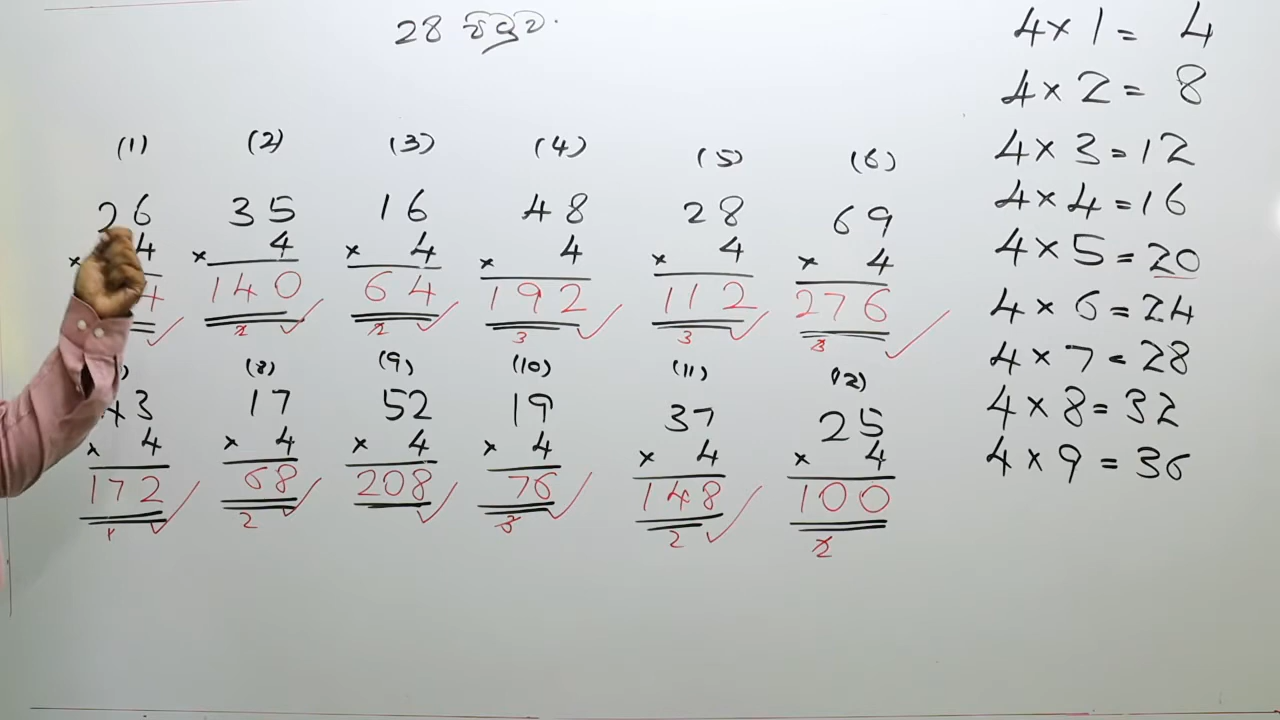 28 පිටුව.
(1) (2) (3) (4) (5) (6)
26 35 16 48 28 69
× 4 × 4 × 4 × 4 × 4 × 4
4 140 64 192 112 276
2 2 3 3 3
(8) (9) (10) (11) (12)
43 17 52 19 37 25
× 4 × 4 × 4 × 4 × 4 × 4
172 68 208 76 148 100
1 2 3 2 2
4 × 1 = 4
4 × 2 = 8
4 × 3 = 12
4 × 4 = 16
4 × 5 = 20
4 × 6 = 24
4 × 7 = 28
4 × 8 = 32
4 × 9 = 36